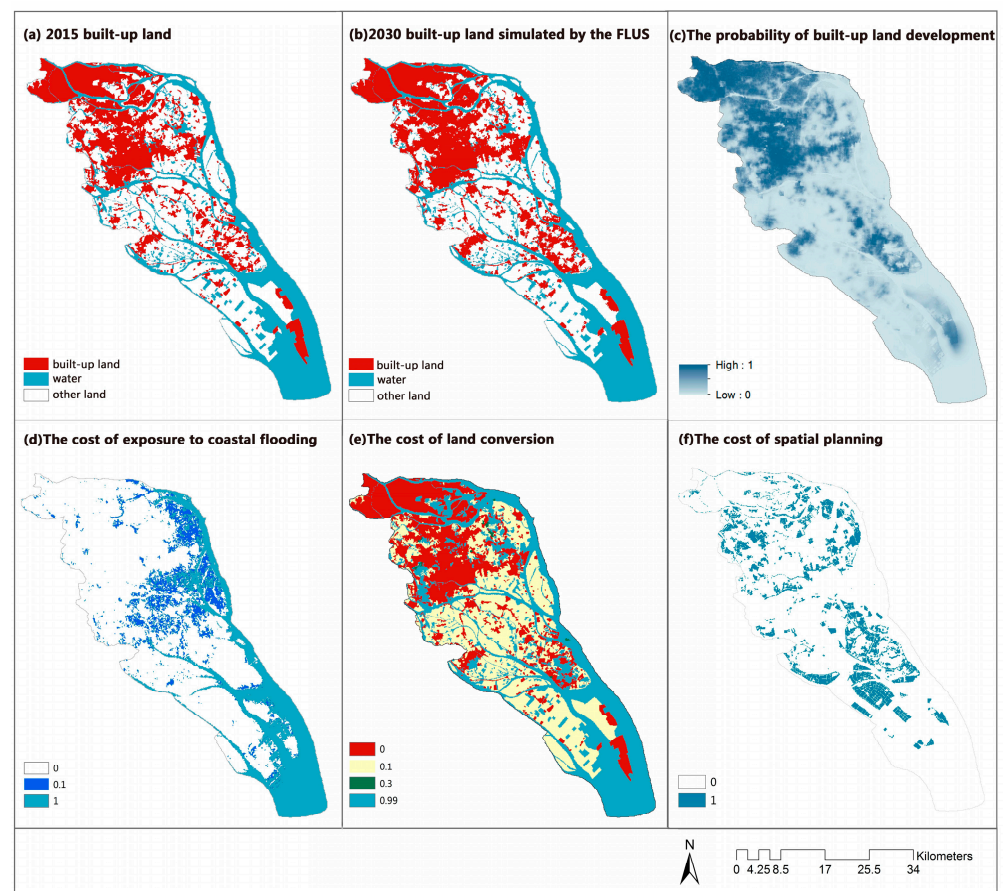 (a) 2015 built-up land
(b)2030 built-up land simulated by the FLUS
(c)The probability of built-up land development
built-up land
water
other land
built-up land
water
other land
High : 1
Low : 0
(d)The cost of exposure to coastal flooding
(e)The cost of land conversion
(f)The cost of spatial planning
0
0.1
1
0
0.1
0.3
0.99
0
1
N
Kilometers
0 4.25 8.5 17 25.5 34